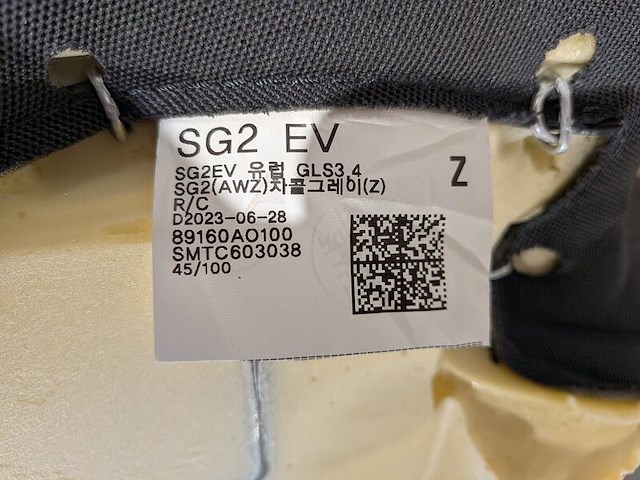 SG2 EV
SG2EV 유럽 GLS3.4
SG2(AWZ)차콜그레이(Z)
Z
R/C
D2023-06-28
89160AO100
SMTC603038
45/100